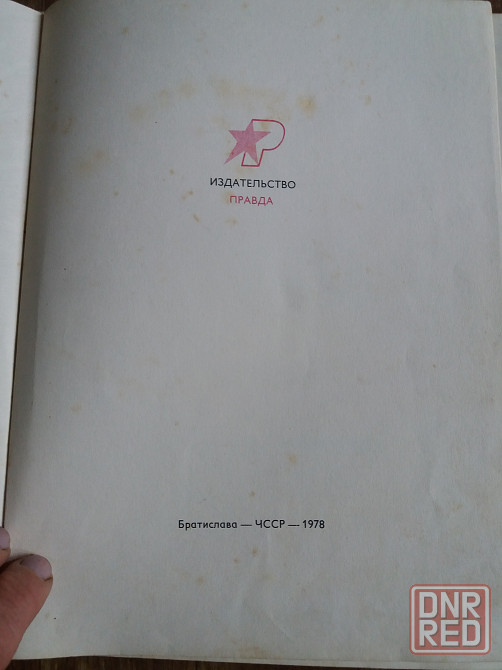 P
ИЗДАТЕЛЬСТВО
ПРАВДА
Братислава — ЧССР — 1978
DNR
RED